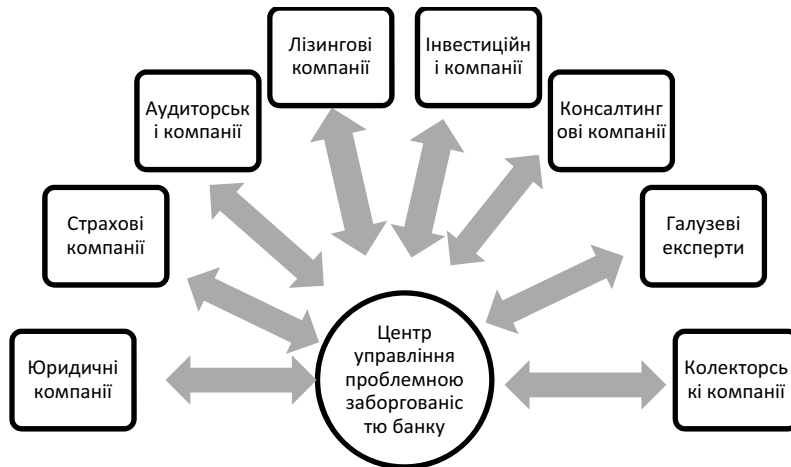 Лізингові
компанії
Інвестиційн
і компанії
Аудиторськ
і компанії
Консалтинг
ові компанії
Страхові
компанії
Галузеві
експерти
Юридичні
компанії
Центр
управління
проблемною
заборгованіс
тю банку
Колекторсь
кі компанії